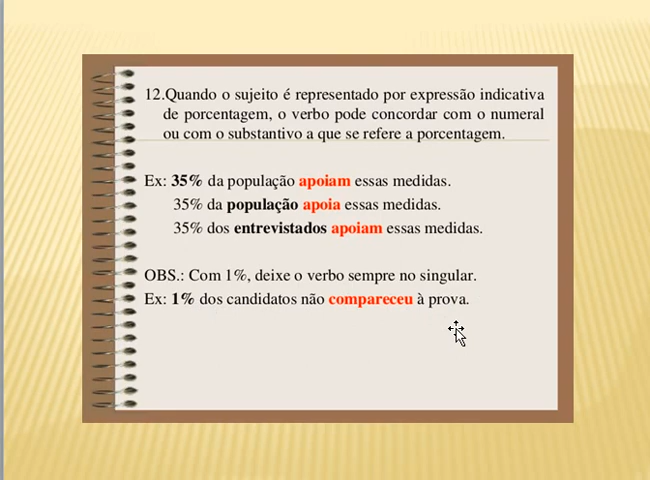 12.Quando o sujeito é representado por expressão indicativa
de porcentagem, o verbo pode concordar com o numeral
ou com o substantivo a que se refere a porcentagem.
Ex: 35% da população apoiam essas medidas.
35% da população apoia essas medidas.
35% dos entrevistados apoiam essas medidas.
OBS.: Com 1%, deixe o verbo sempre no singular.
Ex: 1% dos candidatos não compareceu à prova.